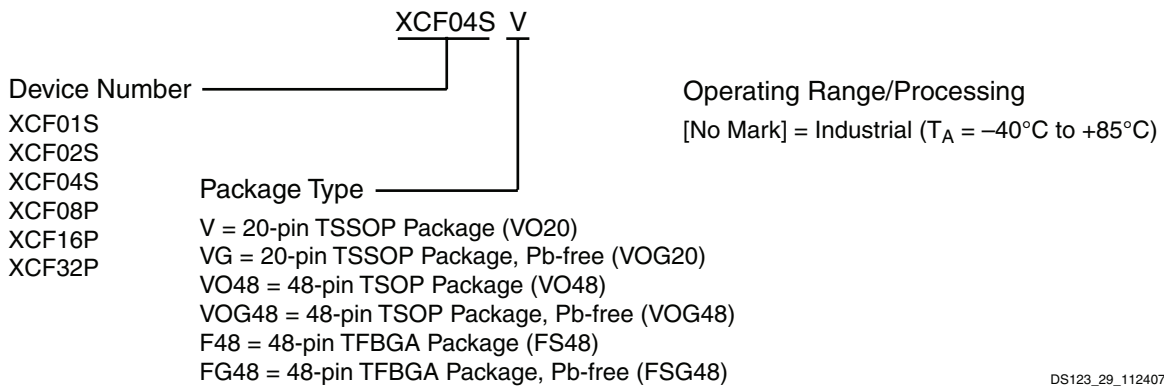 XCF04S V
Device Number
XCF01S
XCF02S
XCF04S
XCF08P
XCF16P
XCF32P
Package Type
V = 20-pin TSSOP Package (VO20)
VG = 20-pin TSSOP Package, Pb-free (VOG20)
VO48 = 48-pin TSOP Package (VO48)
VOG48 = 48-pin TSOP Package, Pb-free (VOG48)
F48 = 48-pin TFBGA Package (FS48)
FG48 = 48-pin TFBGA Package, Pb-free (FSG48)
Operating Range/Processing
[No Mark] = Industrial (TA = –40°C to +85°C)
DS123_29_112407